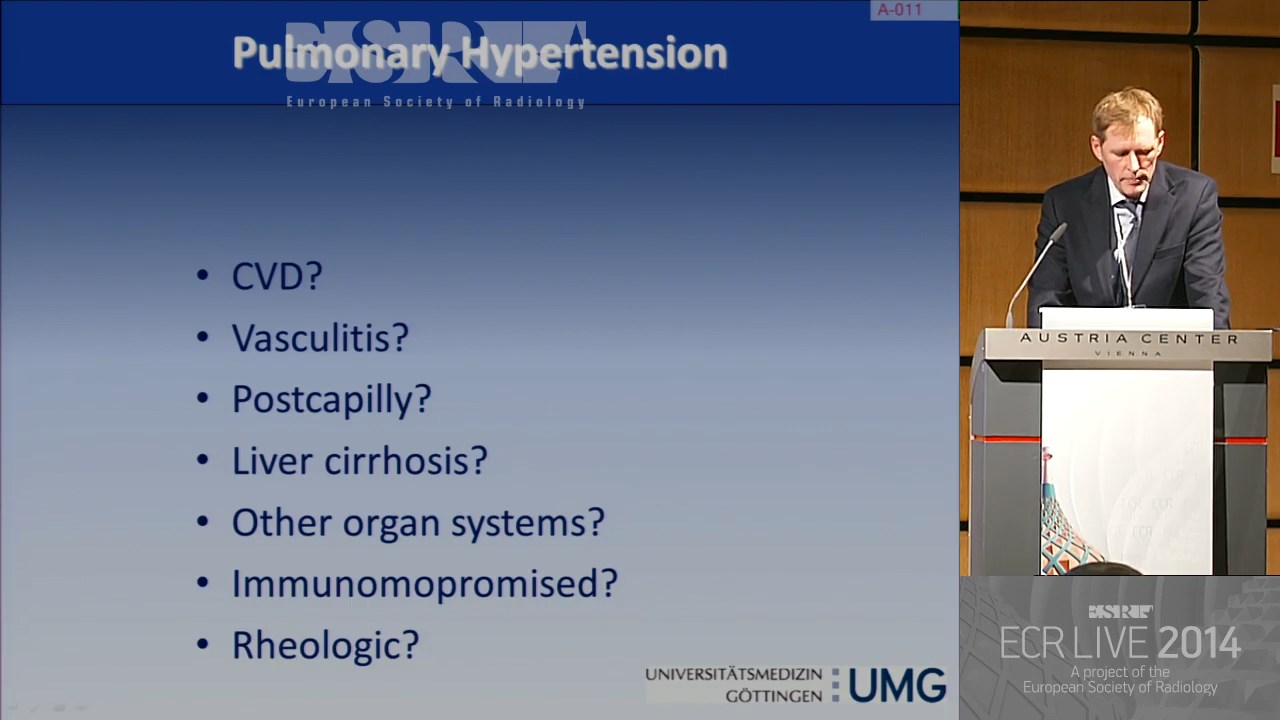 A-011
Pulmonary Hypertension
European Society of Radiology
• CVD?
• Vasculitis?
• Postcapilly?
• Liver cirrhosis?
• Other organ systems?
• Immunomopromised?
• Rheologic?
UNIVERSITÄTSMEDIZIN
GÖTTINGEN
UMG
AUSTRIA CENTER
VIENNA
ECR LIVE 2014
A project of the
European Society of Radiology